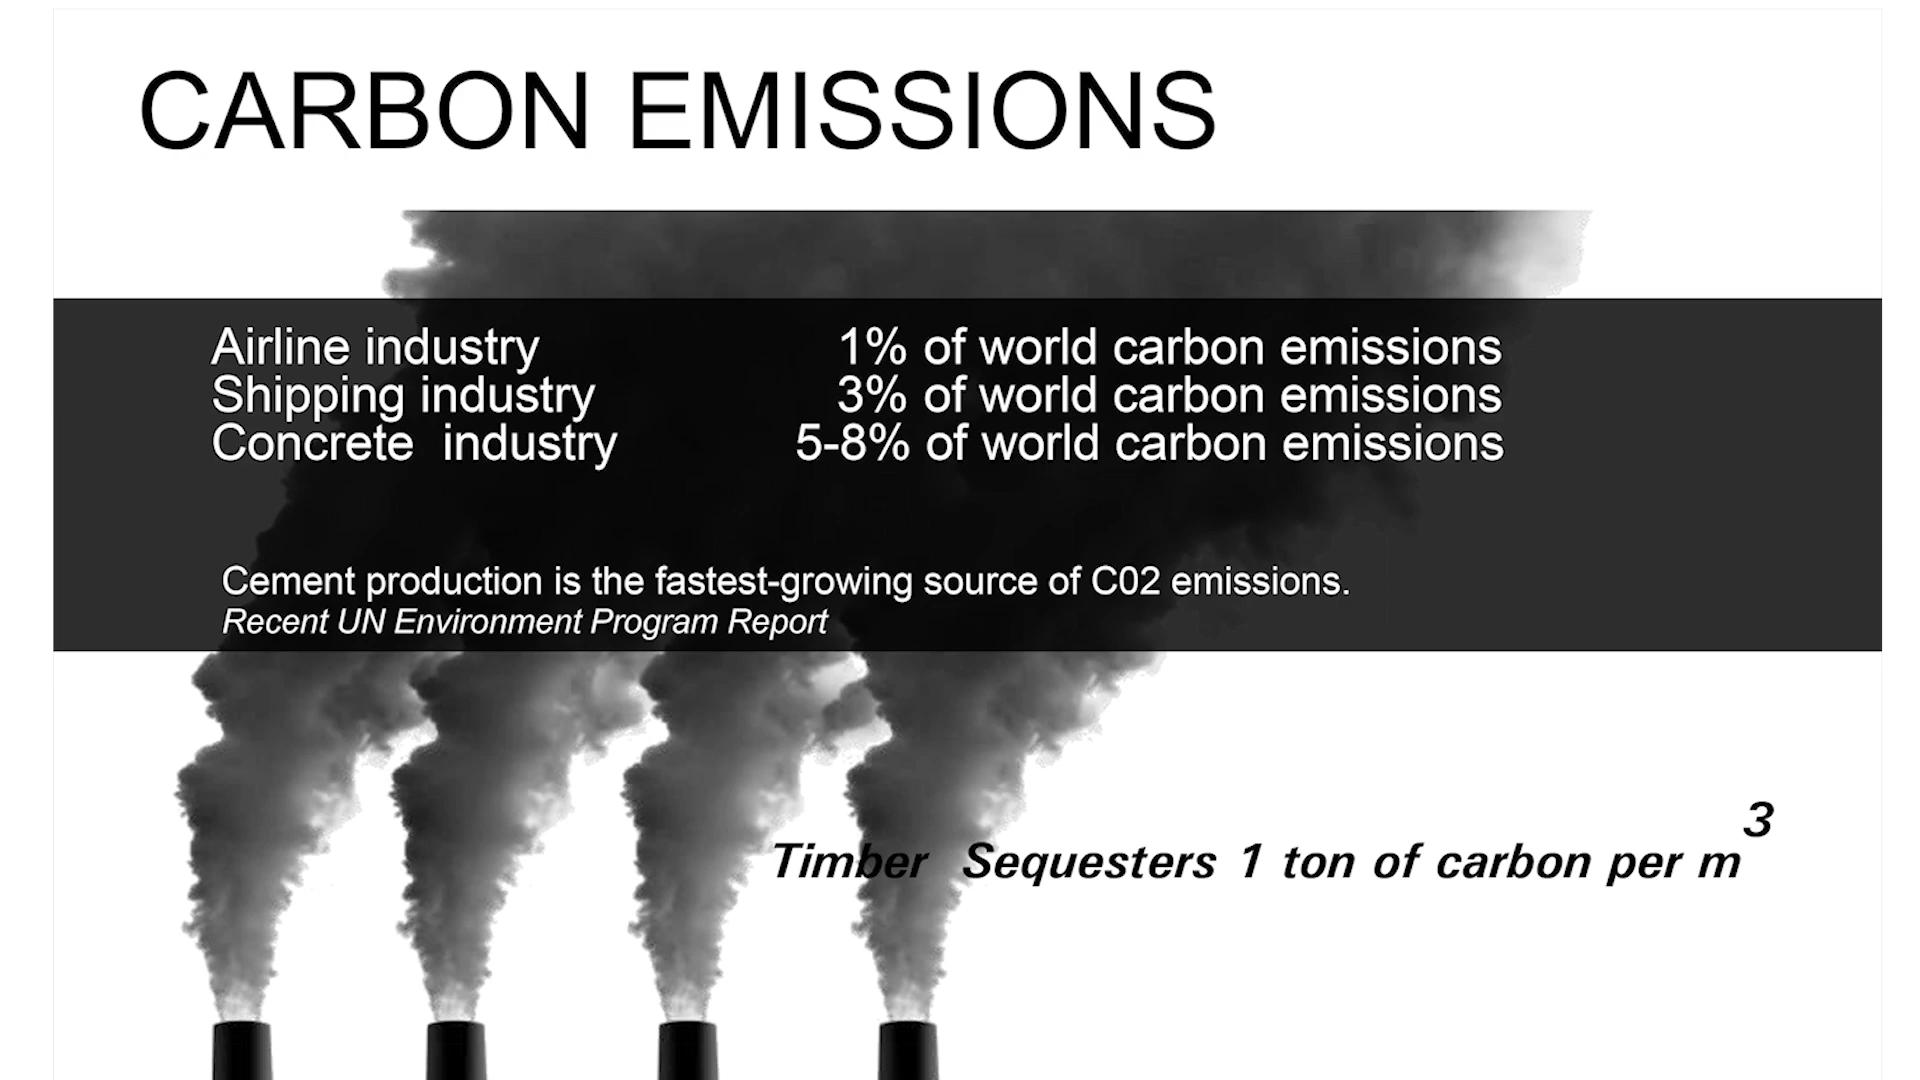 CARBON EMISSIONS
Airline industry 1% of world carbon emissions
Shipping industry 3% of world carbon emissions
Concrete industry 5-8% of world carbon emissions
Cement production is the fastest-growing source of C02 emissions.
Recent UN Environment Program Report
Timber Sequesters 1 ton of carbon per m³